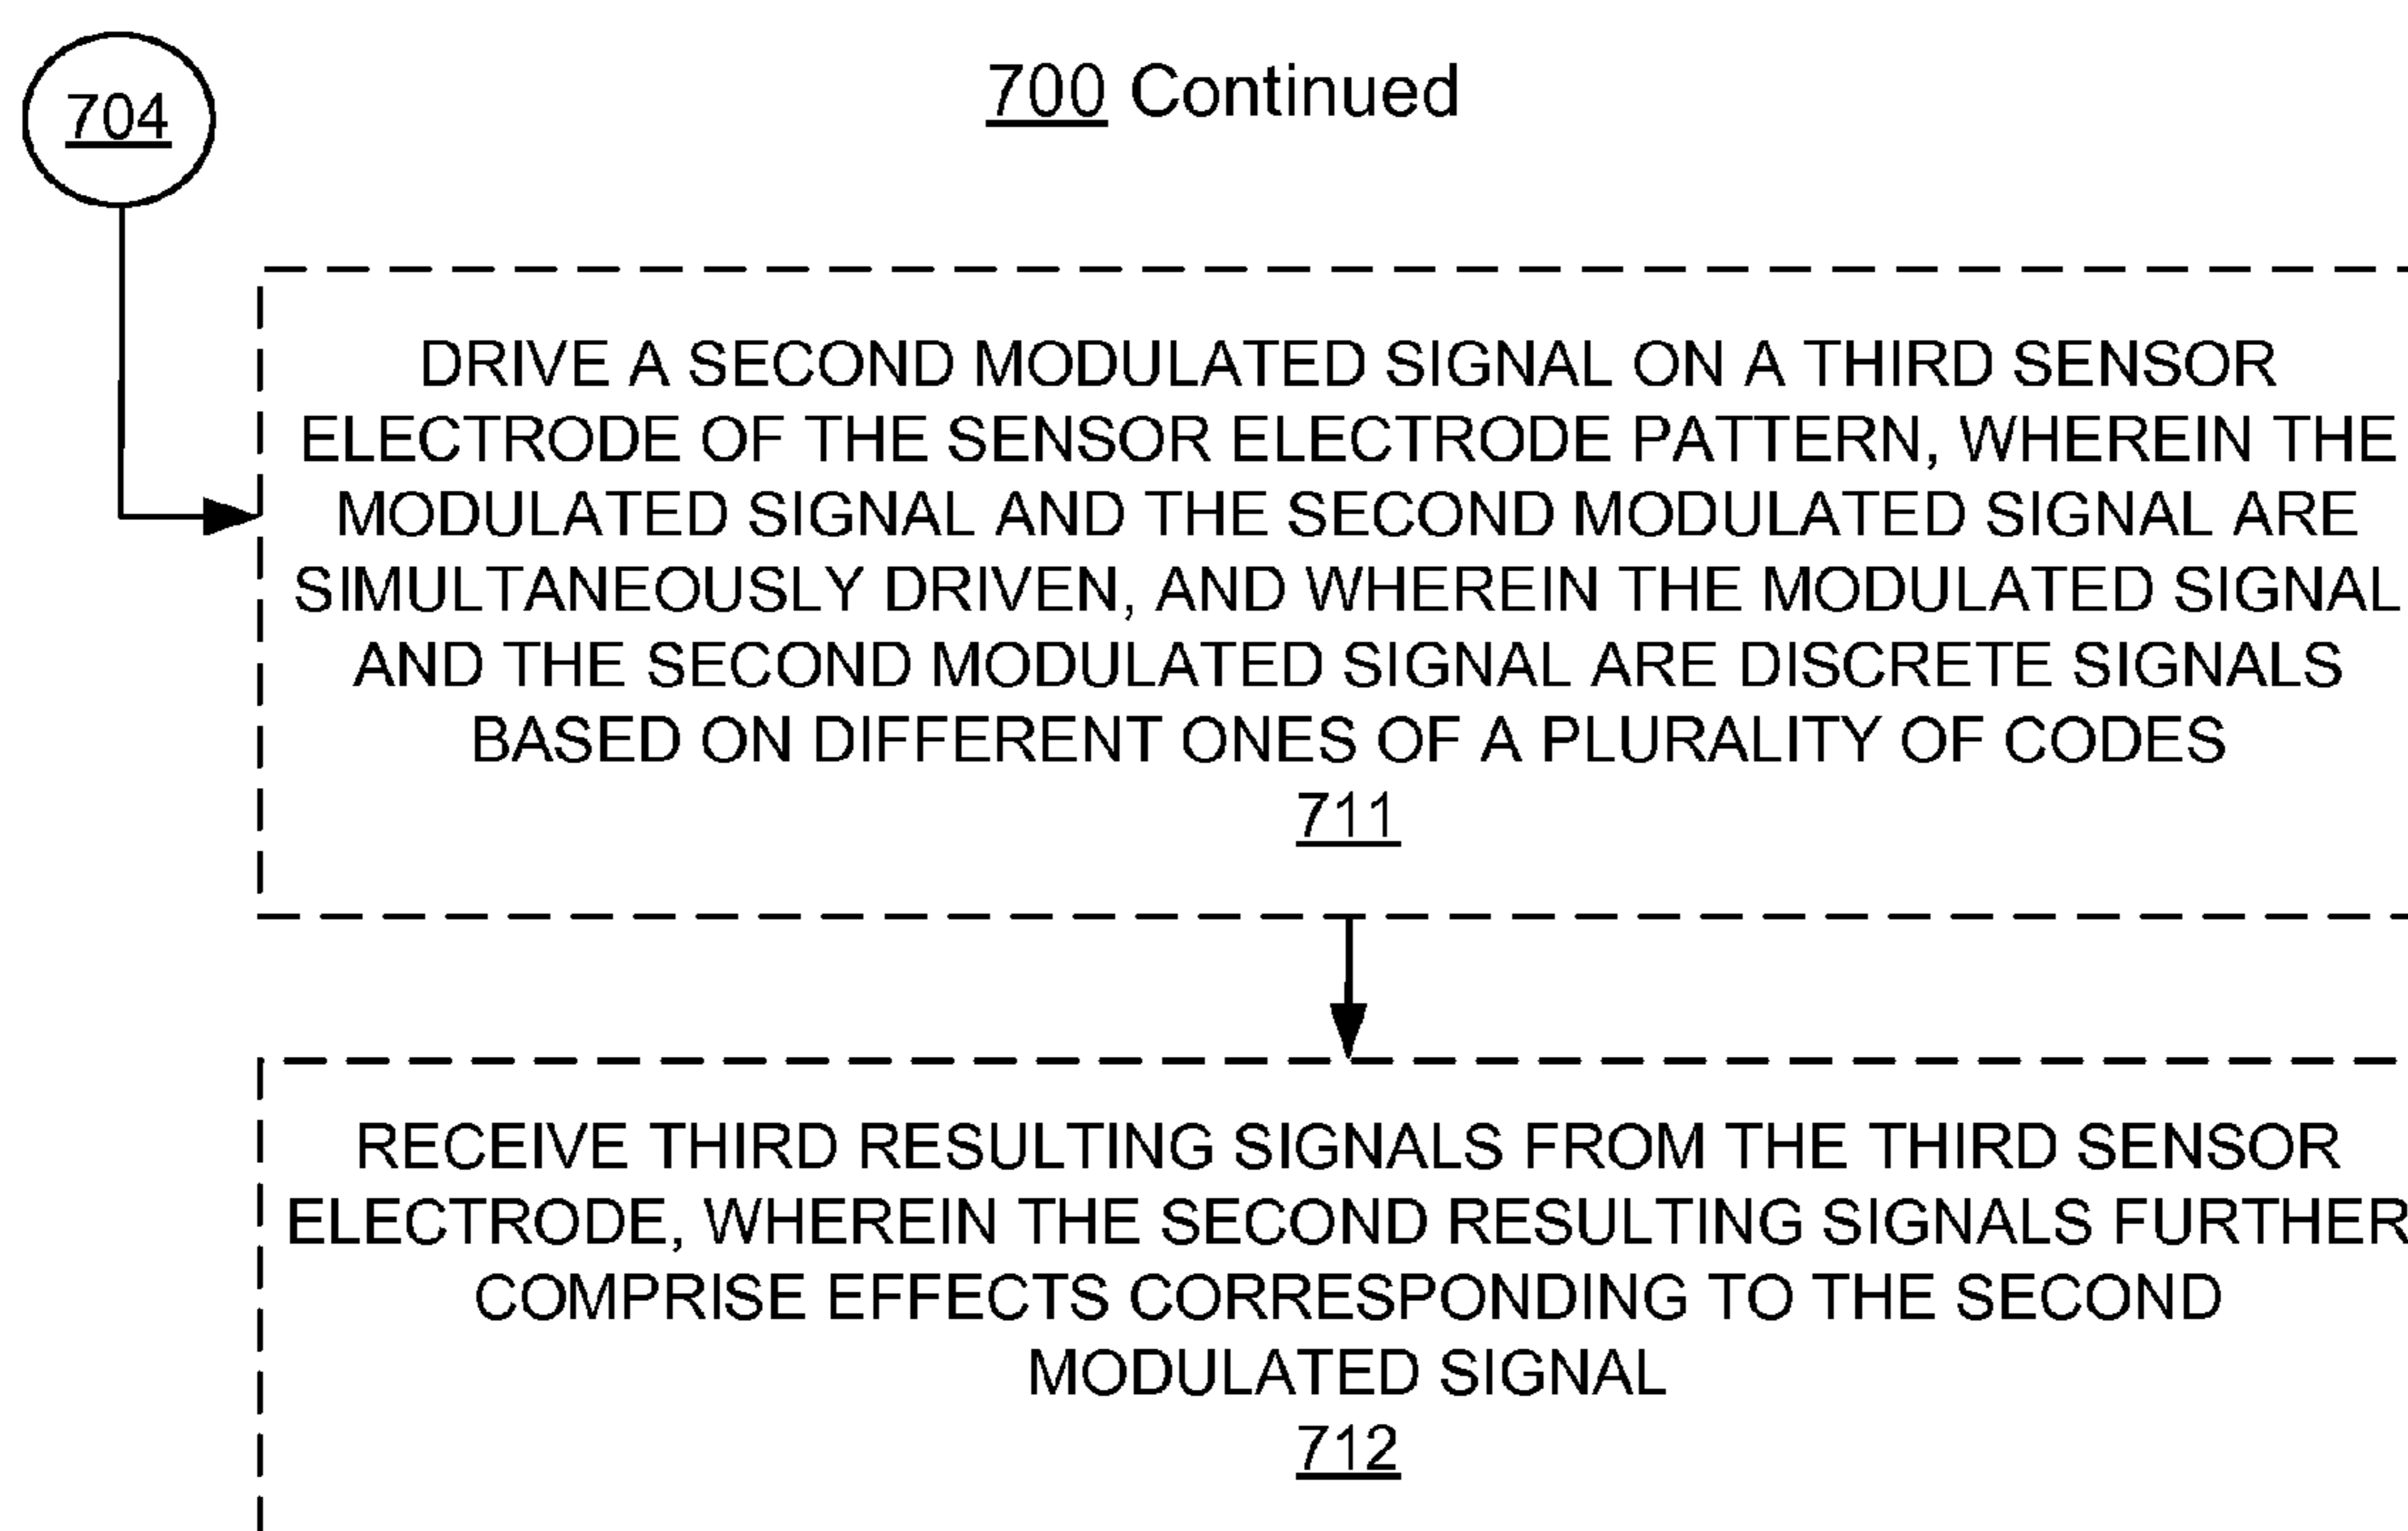 704
700 Continued
DRIVE A SECOND MODULATED SIGNAL ON A THIRD SENSOR
ELECTRODE OF THE SENSOR ELECTRODE PATTERN, WHEREIN THE
MODULATED SIGNAL AND THE SECOND MODULATED SIGNAL ARE
SIMULTANEOUSLY DRIVEN, AND WHEREIN THE MODULATED SIGNAL
AND THE SECOND MODULATED SIGNAL ARE DISCRETE SIGNALS
BASED ON DIFFERENT ONES OF A PLURALITY OF CODES
711
RECEIVE THIRD RESULTING SIGNALS FROM THE THIRD SENSOR
ELECTRODE, WHEREIN THE SECOND RESULTING SIGNALS FURTHER
COMPRISE EFFECTS CORRESPONDING TO THE SECOND
MODULATED SIGNAL
712